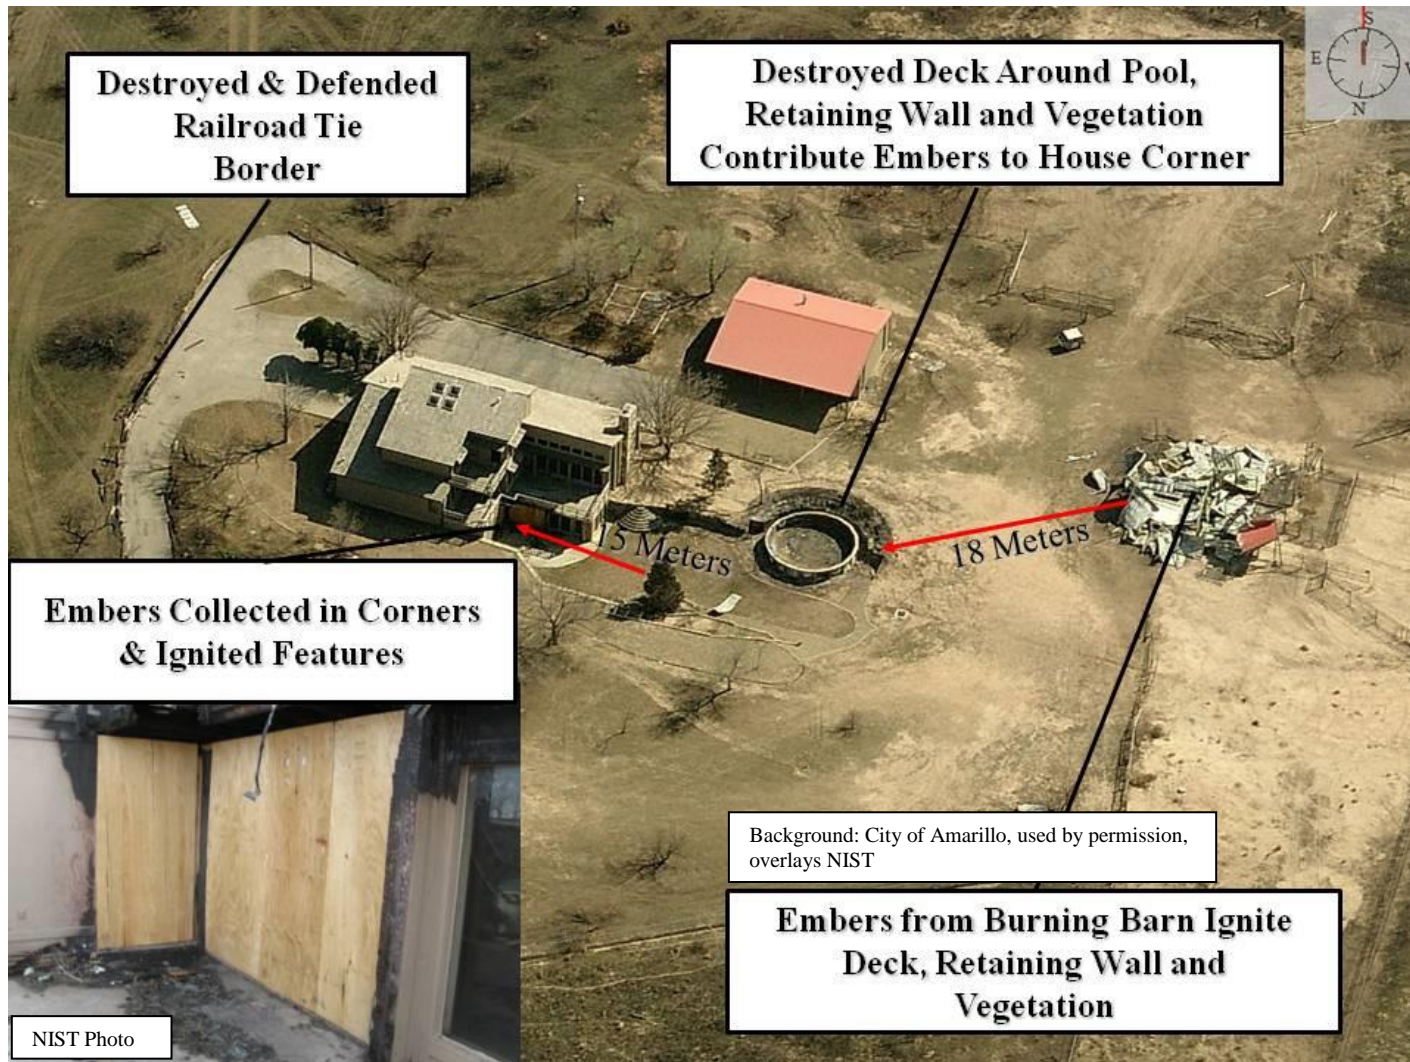 Destroyed & Defended
Railroad Tie
Border
Destroyed Deck Around Pool,
Retaining Wall and Vegetation
Contribute Embers to House Corner
S
E
N
15 Meters
18 Meters
Embers Collected in Corners
& Ignited Features
Background: City of Amarillo, used by permission,
overlays NIST
Embers from Burning Barn Ignite
Deck, Retaining Wall and
Vegetation
NIST Photo